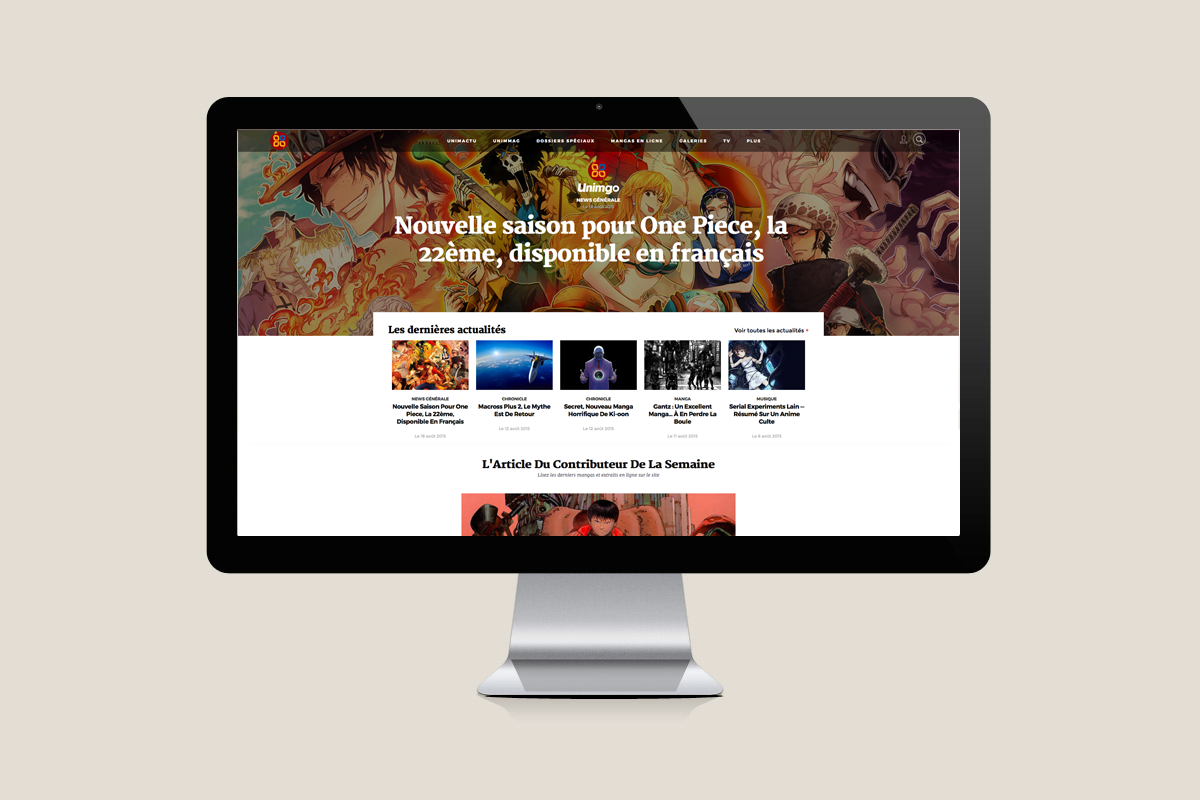 UNIMACTU UNIMMAG DOSSIERS SPÉCIAUX MANGAS EN LIGNE GALERIES TV PLUS
Unimgo
NEWS GÉNÉRALE
Nouvelle saison pour One Piece, la
22ème, disponible en français
Les dernières actualités
Voir toutes les actualités
NEWS GÉNÉRALE
Nouvelle Saison Pour One
Piece, La 22ème,
Disponible En Français
Le 18 août 2015
CHRONICLE
Macross Plus 2, Le Mythe
Est De Retour
Le 12 août 2015
CHRONICLE
Secret, Nouveau Manga
Horrifique De Ki-oon
Le 12 août 2015
MANGA
Gantz : Un Excellent
Manga... À En Perdre La
Boule
Le 11 août 2015
MUSIQUE
Serial Experiments Lain –
Résumé Sur Un Anime
Culte
Le 4 août 2015
L'Article Du Contributeur De La Semaine
Lisez les derniers mangas et extraits en ligne sur le site